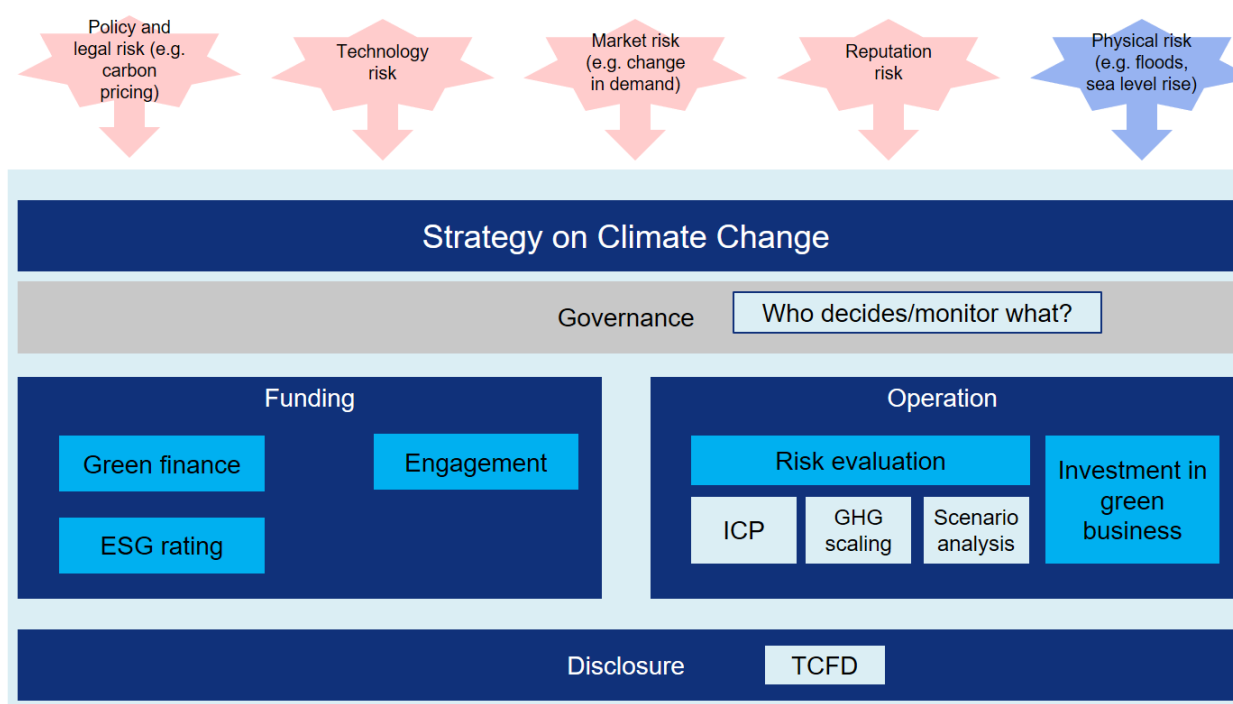 Policy and
legal risk (e.g.
carbon
pricing)
Technology
risk
Market risk
(e.g. change
in demand)
Reputation
risk
Physical risk
(e.g. floods,
sea level rise)
Strategy on Climate Change
Governance
Who decides/monitor what?
Funding
Green finance
Engagement
ESG rating
Operation
Risk evaluation
ICP
GHG
scaling
Scenario
analysis
Investment in
green
business
Disclosure
TCFD